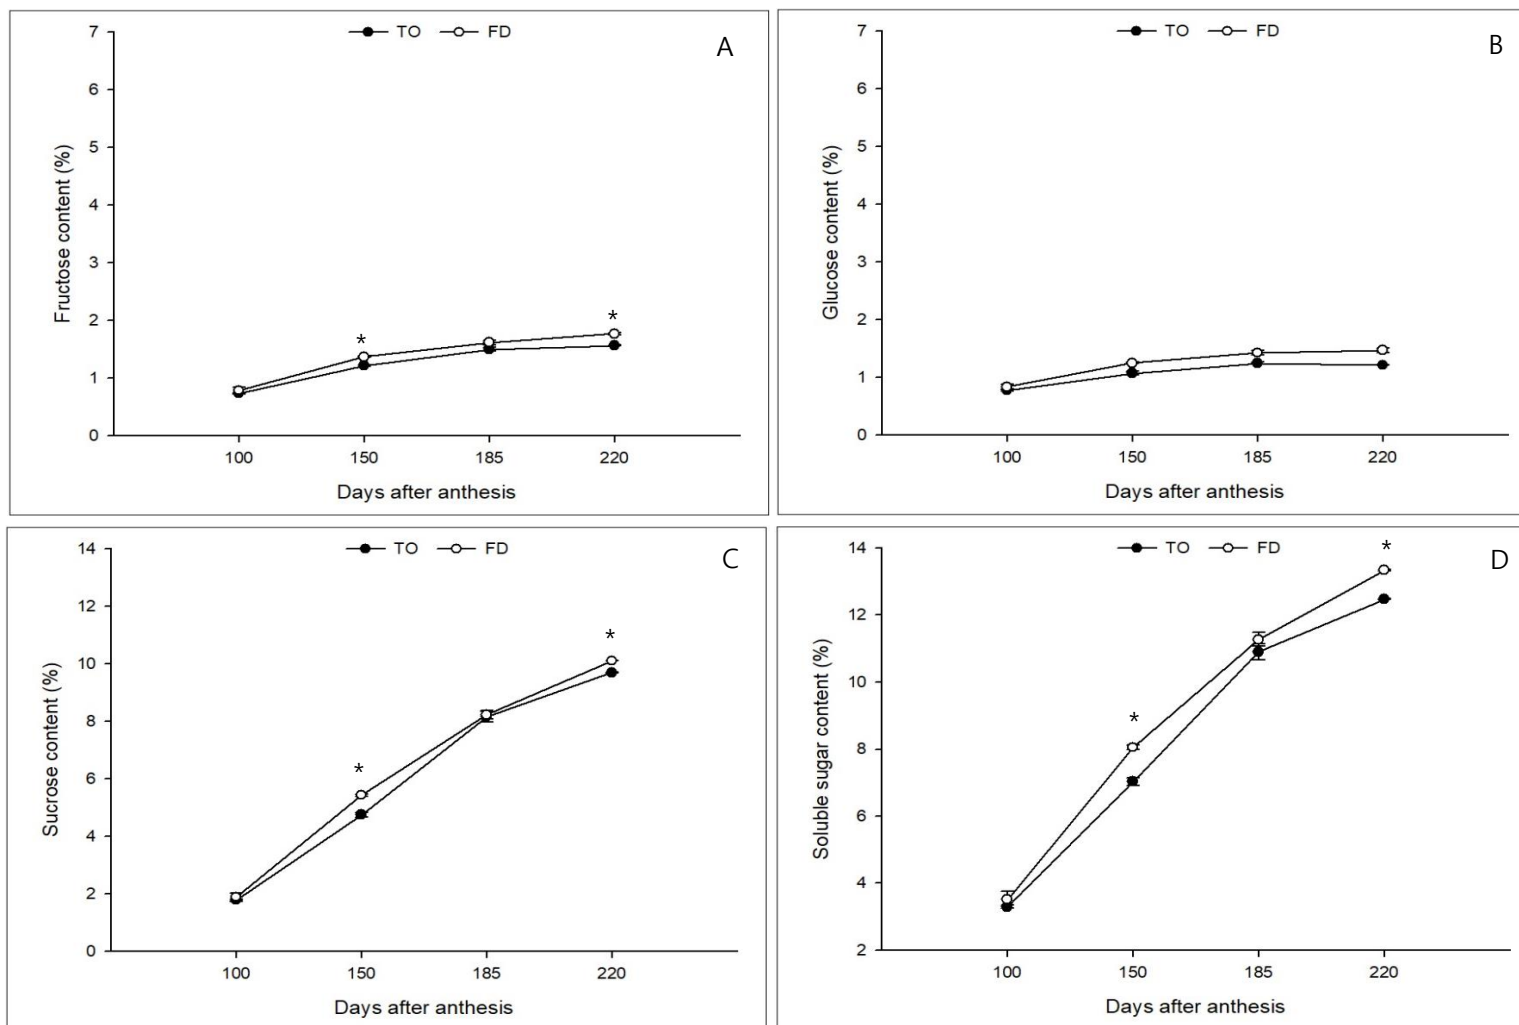 A
TO FD
7
6
5
4
3
2
1
0
Fructose content (%)
*
*
100 150 185 220
Days after anthesis
B
TO FD
7
6
5
4
3
2
1
0
Glucose content (%)
100 150 185 220
Days after anthesis
C
TO FD
14
12
10
8
6
4
2
0
Sucrose content (%)
*
*
100 150 185 220
Days after anthesis
D
TO FD
14
12
10
8
6
4
2
Soluble sugar content (%)
*
*
100 150 185 220
Days after anthesis